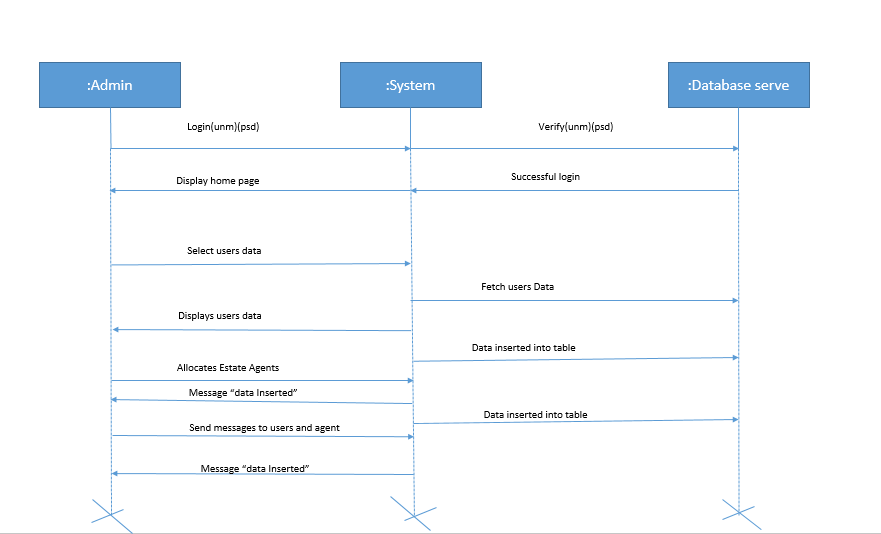 :Admin
:System
:Database serve
Login(unm)(psd)
Verify(unm)(psd)
Display home page
Successful login
Select users data
Fetch users Data
Displays users data
Data inserted into table
Allocates Estate Agents
Message “data Inserted”
Data inserted into table
Send messages to users and agent
Message “data Inserted”